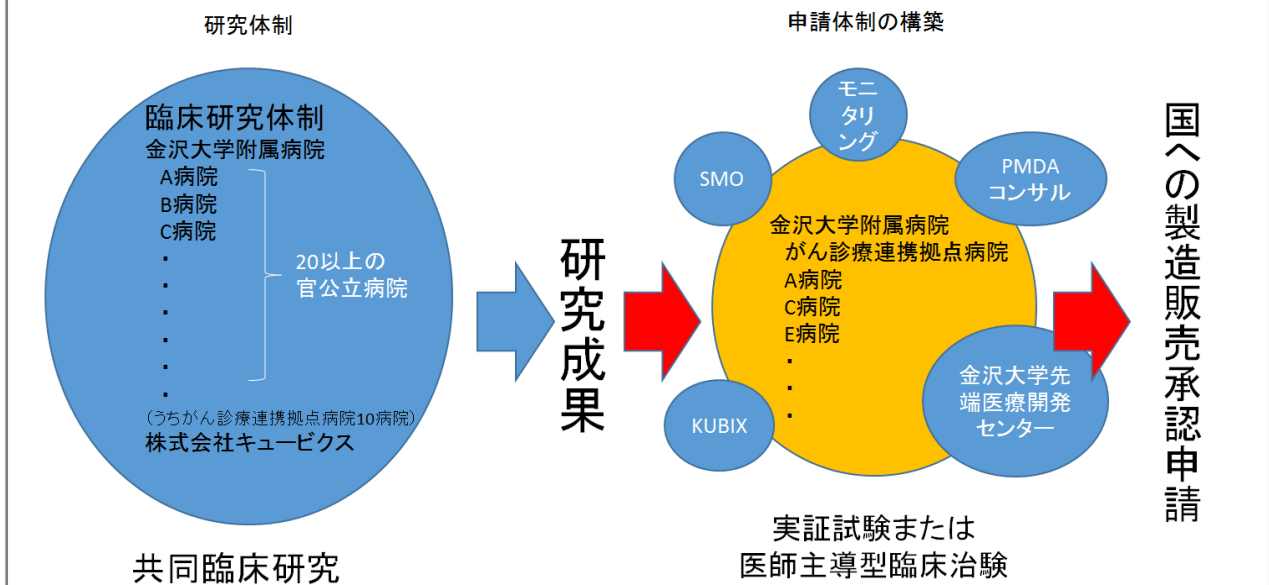 研究体制
臨床研究体制
金沢大学附属病院
A病院
B病院
C病院
・
・
・
・
・
・
20以上の
官公立病院
（うちがん診療連携拠点病院10病院）
株式会社キュービクス
共同臨床研究
研究成果
申請体制の構築
モニ
タリ
ング
SMO
PMDA
コンサル
金沢大学附属病院
がん診療連携拠点病院
A病院
C病院
E病院
・
・
・
KUBIX
金沢大学先
端医療開発
センター
実証試験または
医師主導型臨床治験
国への製造販売承認申請